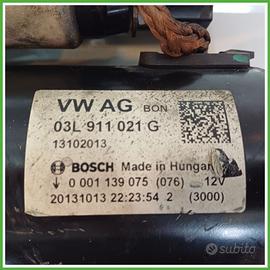 VW AG BON
03L 911 021 G
13102013
BOSCH Made in Hungar
0 001 139 075 (076) 12V
20131013 22:23:54 2 (3000)
subito